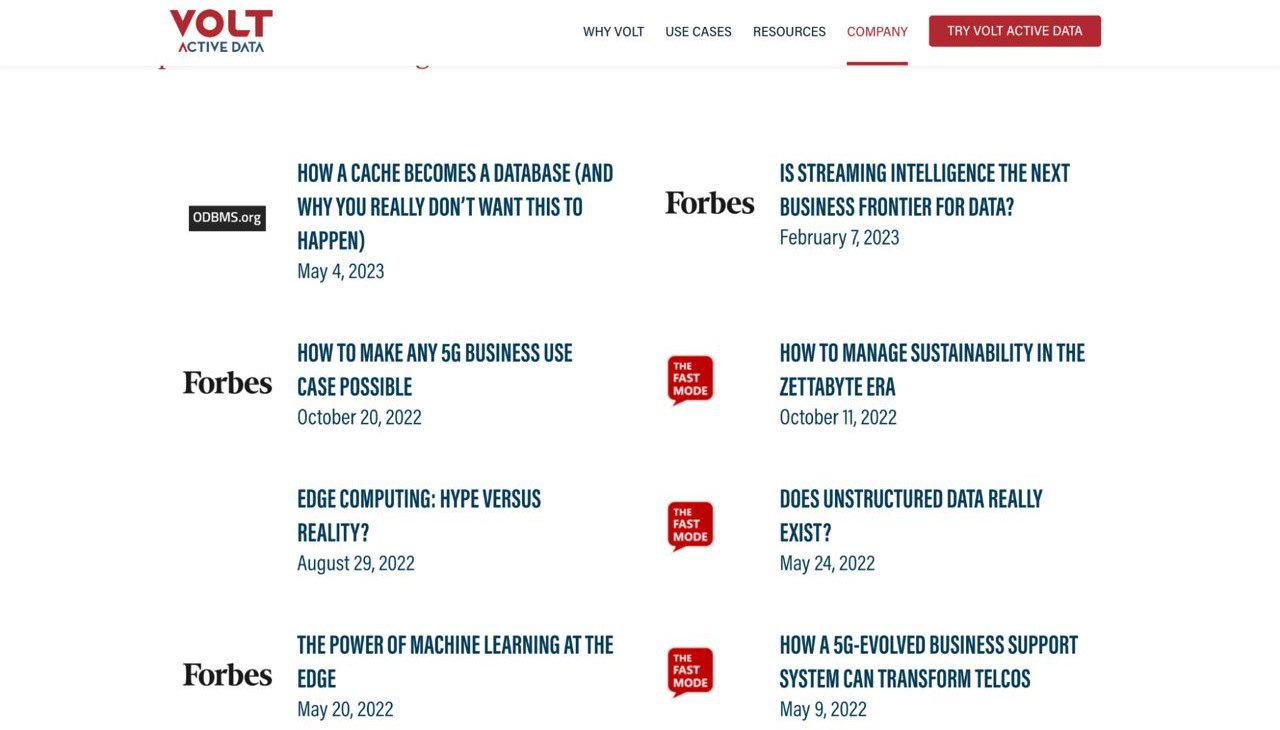 VOLT
ACTIVE DATA
WHY VOLT
USE CASES
RESOURCES
COMPANY
TRY VOLT ACTIVE DATA
ODBMS.org
HOW A CACHE BECOMES A DATABASE (AND
WHY YOU REALLY DON'T WANT THIS TO
HAPPEN)
May 4, 2023
Forbes
IS STREAMING INTELLIGENCE THE NEXT
BUSINESS FRONTIER FOR DATA?
February 7, 2023
Forbes
HOW TO MAKE ANY 5G BUSINESS USE
CASE POSSIBLE
October 20, 2022
THE
FAST
MODE
HOW TO MANAGE SUSTAINABILITY IN THE
ZETTABYTE ERA
October 11, 2022
EDGE COMPUTING: HYPE VERSUS
REALITY?
August 29, 2022
THE
FAST
MODE
DOES UNSTRUCTURED DATA REALLY
EXIST?
May 24, 2022
Forbes
THE POWER OF MACHINE LEARNING AT THE
EDGE
May 20, 2022
THE
FAST
MODE
HOW A 5G-EVOLVED BUSINESS SUPPORT
SYSTEM CAN TRANSFORM TELCOS
May 9, 2022